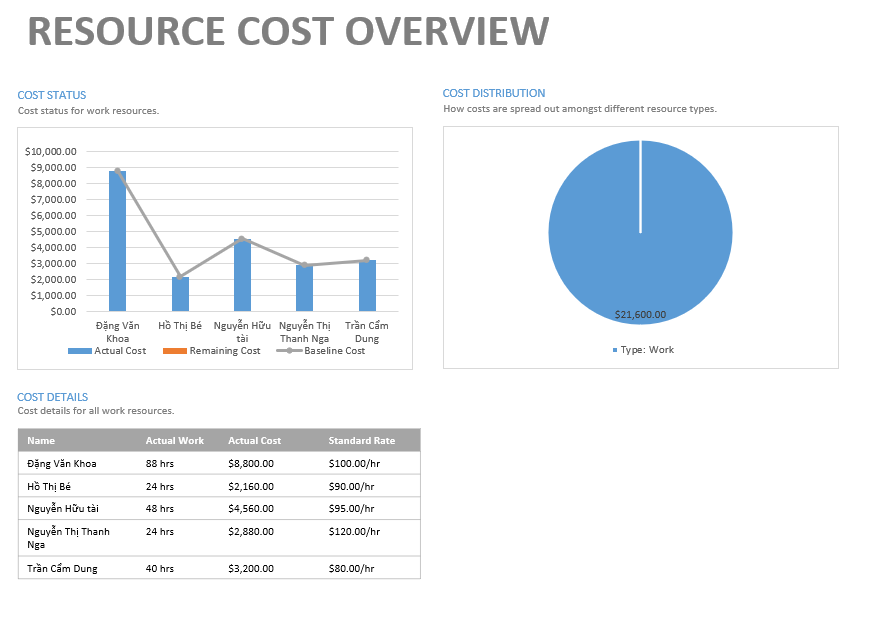 RESOURCE COST OVERVIEW
COST STATUS
Cost status for work resources.
$10,000.00
$9,000.00
$8,000.00
$7,000.00
$6,000.00
$5,000.00
$4,000.00
$3,000.00
$2,000.00
$1,000.00
$0.00
Đặng Văn Khoa
Hồ Thị Bé
Nguyễn Hữu tài
Nguyễn Thị Thanh Nga
Trần Cẩm Dung
Actual Cost Remaining Cost Baseline Cost
COST DISTRIBUTION
How costs are spread out amongst different resource types.
$21,600.00
Type: Work
COST DETAILS
Cost details for all work resources.
Name Actual Work Actual Cost Standard Rate
Đặng Văn Khoa 88 hrs $8,800.00 $100.00/hr
Hồ Thị Bé 24 hrs $2,160.00 $90.00/hr
Nguyễn Hữu tài 48 hrs $4,560.00 $95.00/hr
Nguyễn Thị Thanh 24 hrs $2,880.00 $120.00/hr
Nga
Trần Cẩm Dung 40 hrs $3,200.00 $80.00/hr